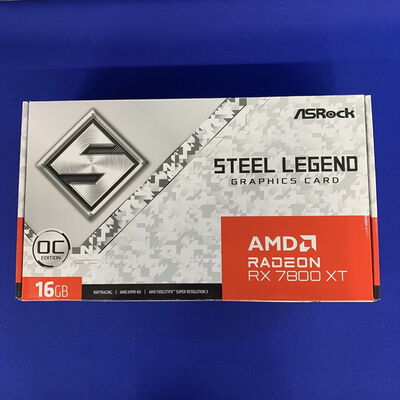 ASRock
STEEL LEGEND
GRAPHICS CARD
OC
EDITION
AMD
RADEON
RX 7800 XT
16GB
RAYTRACING | AMD HYPR-RX | AMD FIDELITYFX™ SUPER RESOLUTION 3